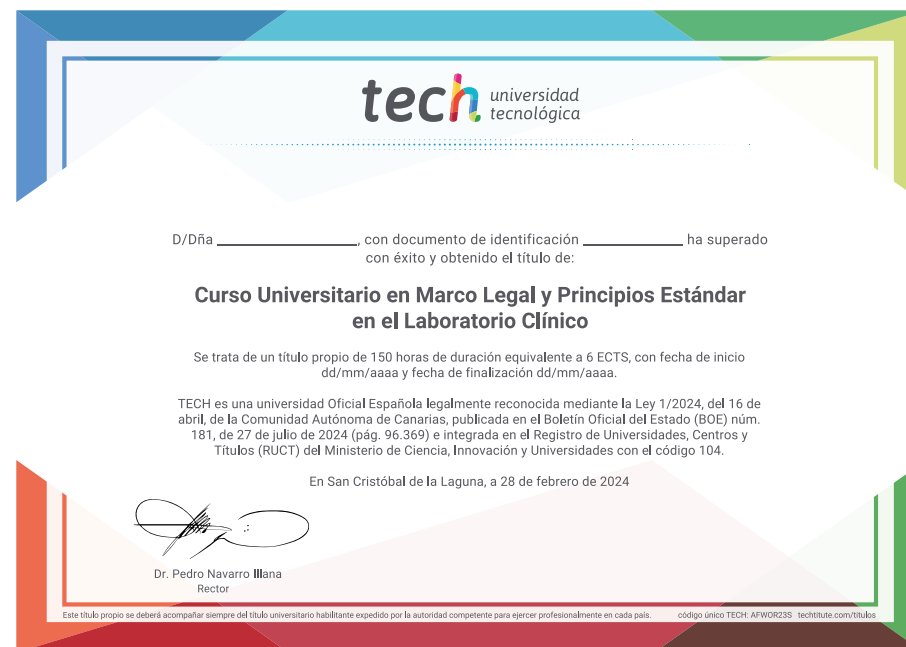 tech universidad
tecnológica
D/Dña ____________________, con documento de identificación ______________ ha superado
con éxito y obtenido el título de:
Curso Universitario en Marco Legal y Principios Estándar
en el Laboratorio Clínico
Se trata de un título propio de 150 horas de duración equivalente a 6 ECTS, con fecha de inicio
dd/mm/aaaa y fecha de finalización dd/mm/aaaa.
TECH es una universidad Oficial Española legalmente reconocida mediante la Ley 1/2024, del 16 de
abril, de la Comunidad Autónoma de Canarias, publicada en el Boletín Oficial del Estado (BOE) núm.
181, de 27 de julio de 2024 (pág. 96.369) e integrada en el Registro de Universidades, Centros y
Títulos (RUCT) del Ministerio de Ciencia, Innovación y Universidades con el código 104.
En San Cristóbal de la Laguna, a 28 de febrero de 2024
Dr. Pedro Navarro Illana
Rector
Este título propio se deberá acompañar siempre del título universitario habilitante expedido por la autoridad competente para ejercer profesionalmente en cada país. código único TECH: AFWOR23S techtitute.com/titulos